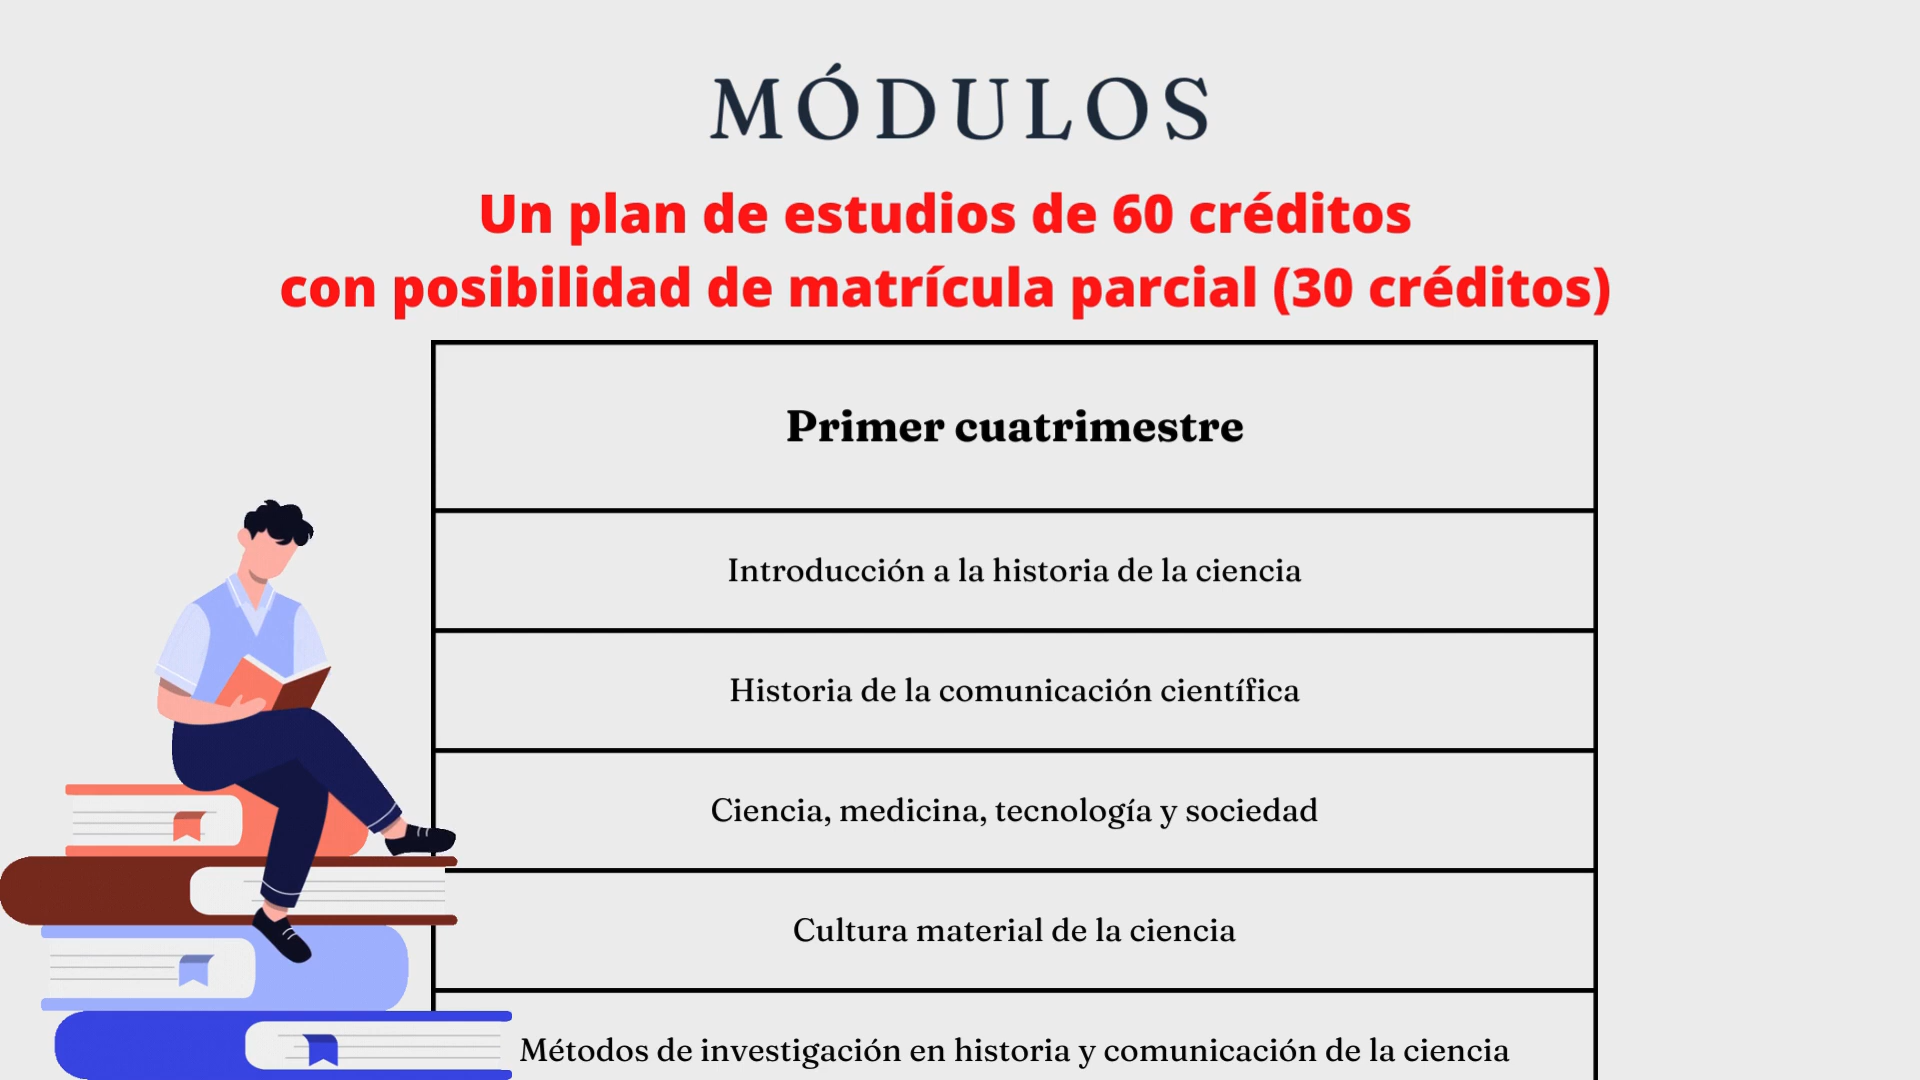 MÓDULOS
Un plan de estudios de 60 créditos
con posibilidad de matrícula parcial (30 créditos)
Primer cuatrimestre
Introducción a la historia de la ciencia
Historia de la comunicación científica
Ciencia, medicina, tecnología y sociedad
Cultura material de la ciencia
Métodos de investigación en historia y comunicación de la ciencia